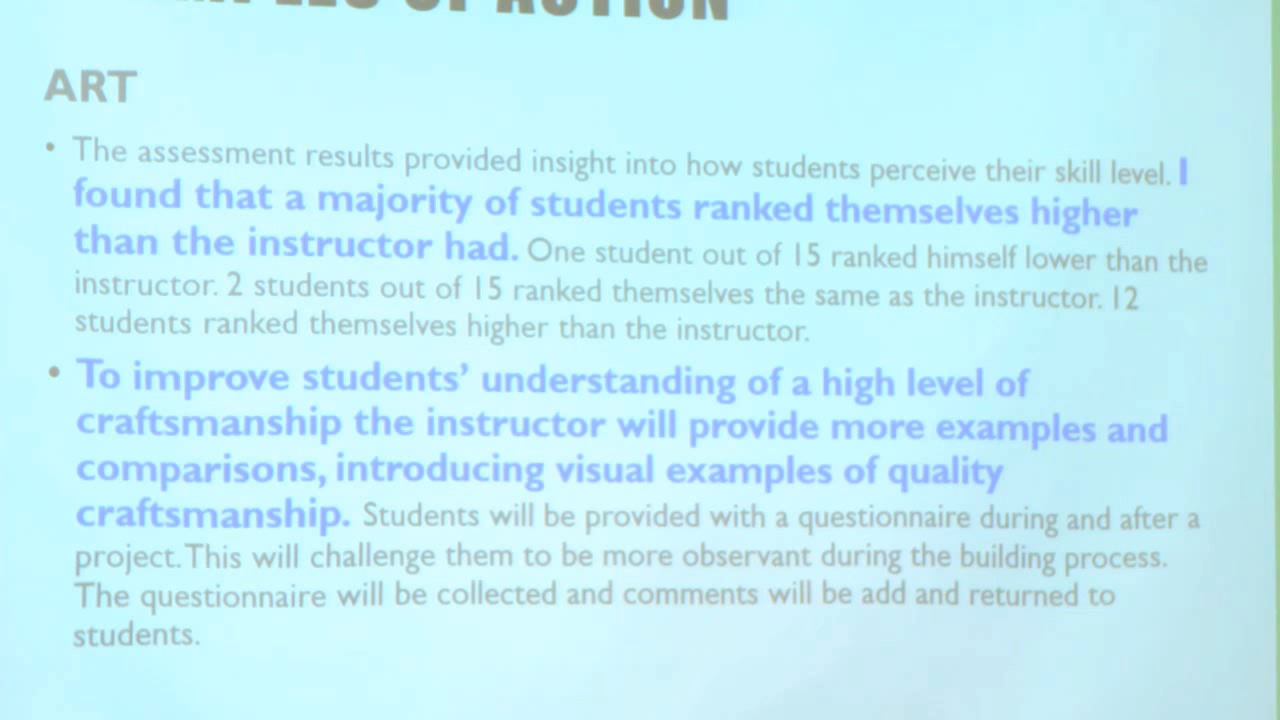 OF ACTION
ART
• The assessment results provided insight into how students perceive their skill level. I
found that a majority of students ranked themselves higher
than the instructor had. One student out of 15 ranked himself lower than the
instructor. 2 students out of 15 ranked themselves the same as the instructor. 12
students ranked themselves higher than the instructor.
• To improve students’ understanding of a high level of
craftsmanship the instructor will provide more examples and
comparisons, introducing visual examples of quality
craftsmanship. Students will be provided with a questionnaire during and after a
project. This will challenge them to be more observant during the building process.
The questionnaire will be collected and comments will be add and returned to
students.